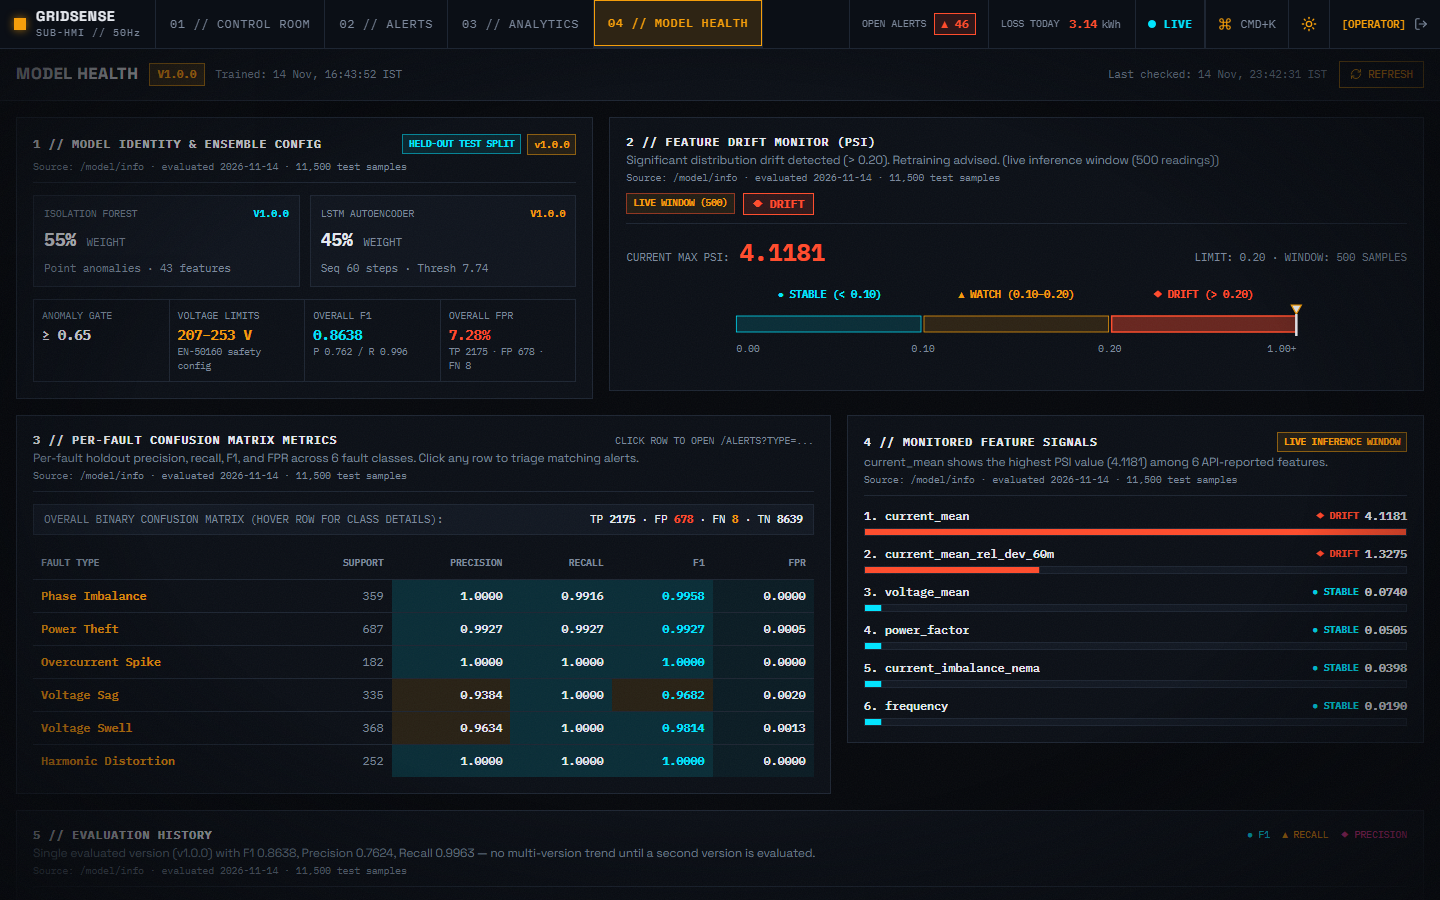 GRIDSENSE
SUB-HMI // 50Hz
01 // CONTROL ROOM
02 // ALERTS
03 // ANALYTICS
04 // MODEL HEALTH
OPEN ALERTS ▲ 46
LOSS TODAY 3.14 kWh
● LIVE
⌘ CMD+K
[OPERATOR]
MODEL HEALTH V1.0.0 Trained: 14 Nov, 16:43:52 IST
Last checked: 14 Nov, 23:42:31 IST
REFRESH
1 // MODEL IDENTITY & ENSEMBLE CONFIG
HELD-OUT TEST SPLIT
v1.0.0
Source: /model/info · evaluated 2026-11-14 · 11,500 test samples
ISOLATION FOREST V1.0.0
55% WEIGHT
Point anomalies · 43 features
LSTM AUTOENCODER V1.0.0
45% WEIGHT
Seq 60 steps · Thresh 7.74
ANOMALY GATE
≥ 0.65
VOLTAGE LIMITS
207–253 V
EN-50160 safety
config
OVERALL F1
0.8638
P 0.762 / R 0.996
OVERALL FPR
7.28%
TP 2175 · FP 678 ·
FN 8
2 // FEATURE DRIFT MONITOR (PSI)
Significant distribution drift detected (> 0.20). Retraining advised. (live inference window (500 readings))
Source: /model/info · evaluated 2026-11-14 · 11,500 test samples
LIVE WINDOW (500)
◆ DRIFT
CURRENT MAX PSI: 4.1181
LIMIT: 0.20 · WINDOW: 500 SAMPLES
● STABLE (< 0.10)
▲ WATCH (0.10–0.20)
◆ DRIFT (> 0.20)
0.00 0.10 0.20 1.00+
3 // PER-FAULT CONFUSION MATRIX METRICS
CLICK ROW TO OPEN /ALERTS?TYPE=...
Per-fault holdout precision, recall, F1, and FPR across 6 fault classes. Click any row to triage matching alerts.
Source: /model/info · evaluated 2026-11-14 · 11,500 test samples
OVERALL BINARY CONFUSION MATRIX (HOVER ROW FOR CLASS DETAILS):
TP 2175 · FP 678 · FN 8 · TN 8639
FAULT TYPE SUPPORT PRECISION RECALL F1 FPR
Phase Imbalance 359 1.0000 0.9916 0.9958 0.0000
Power Theft 687 0.9927 0.9927 0.9927 0.0005
Overcurrent Spike 182 1.0000 1.0000 1.0000 0.0000
Voltage Sag 335 0.9384 1.0000 0.9682 0.0020
Voltage Swell 368 0.9634 1.0000 0.9814 0.0013
Harmonic Distortion 252 1.0000 1.0000 1.0000 0.0000
4 // MONITORED FEATURE SIGNALS
LIVE INFERENCE WINDOW
current_mean shows the highest PSI value (4.1181) among 6 API-reported features.
Source: /model/info · evaluated 2026-11-14 · 11,500 test samples
1. current_mean ◆ DRIFT 4.1181
2. current_mean_rel_dev_60m ◆ DRIFT 1.3275
3. voltage_mean ● STABLE 0.0740
4. power_factor ● STABLE 0.0505
5. current_imbalance_nema ● STABLE 0.0398
6. frequency ● STABLE 0.0190
5 // EVALUATION HISTORY
● F1 ▲ RECALL ◆ PRECISION
Single evaluated version (v1.0.0) with F1 0.8638, Precision 0.7624, Recall 0.9963 — no multi-version trend until a second version is evaluated.
Source: /model/info · evaluated 2026-11-14 · 11,500 test samples